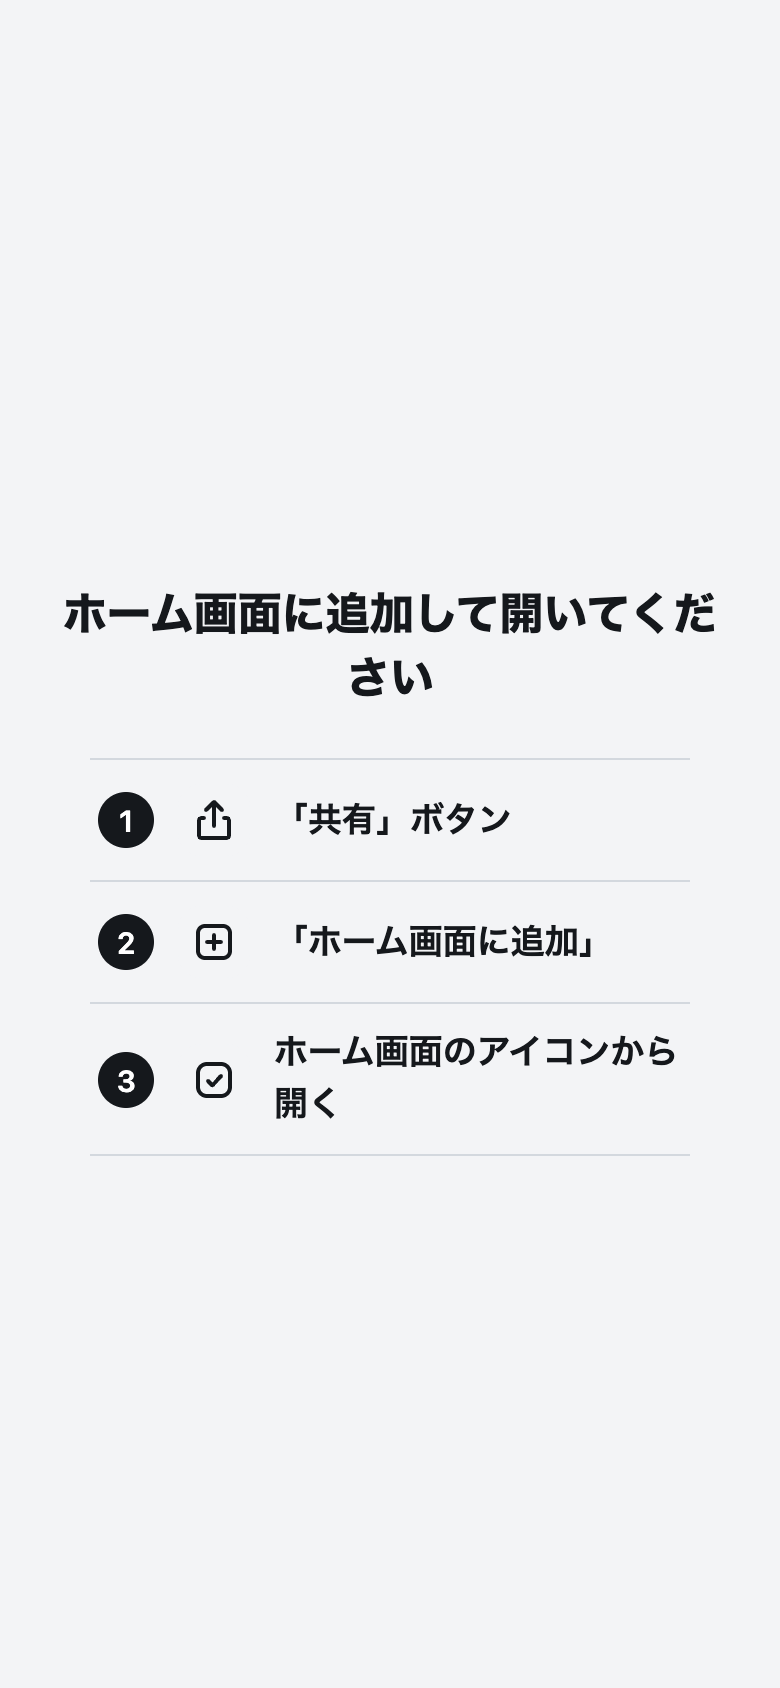 ホーム画面に追加して開いてくだ
さい
1 「共有」ボタン
2 「ホーム画面に追加」
3 ホーム画面のアイコンから
開く